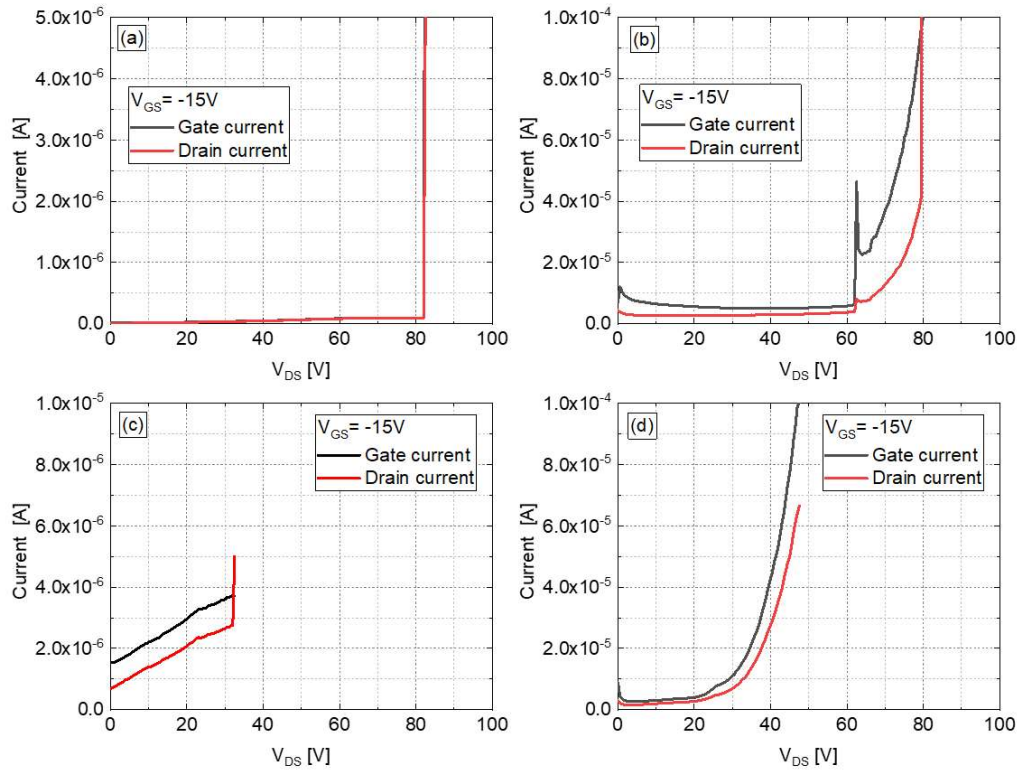 (a)
V_GS= -15V
Gate current
Drain current
5.0x10^-6
4.0x10^-6
3.0x10^-6
2.0x10^-6
1.0x10^-6
0.0
Current [A]
0 20 40 60 80 100
V_DS [V]
(b)
V_GS= -15V
Gate current
Drain current
1.0x10^-4
8.0x10^-5
6.0x10^-5
4.0x10^-5
2.0x10^-5
0.0
Current [A]
0 20 40 60 80 100
V_DS [V]
(c)
V_GS= -15V
Gate current
Drain current
1.0x10^-5
8.0x10^-6
6.0x10^-6
4.0x10^-6
2.0x10^-6
0.0
Current [A]
0 20 40 60 80 100
V_DS [V]
(d)
V_GS= -15V
Gate current
Drain current
1.0x10^-4
8.0x10^-5
6.0x10^-5
4.0x10^-5
2.0x10^-5
0.0
Current [A]
0 20 40 60 80 100
V_DS [V]